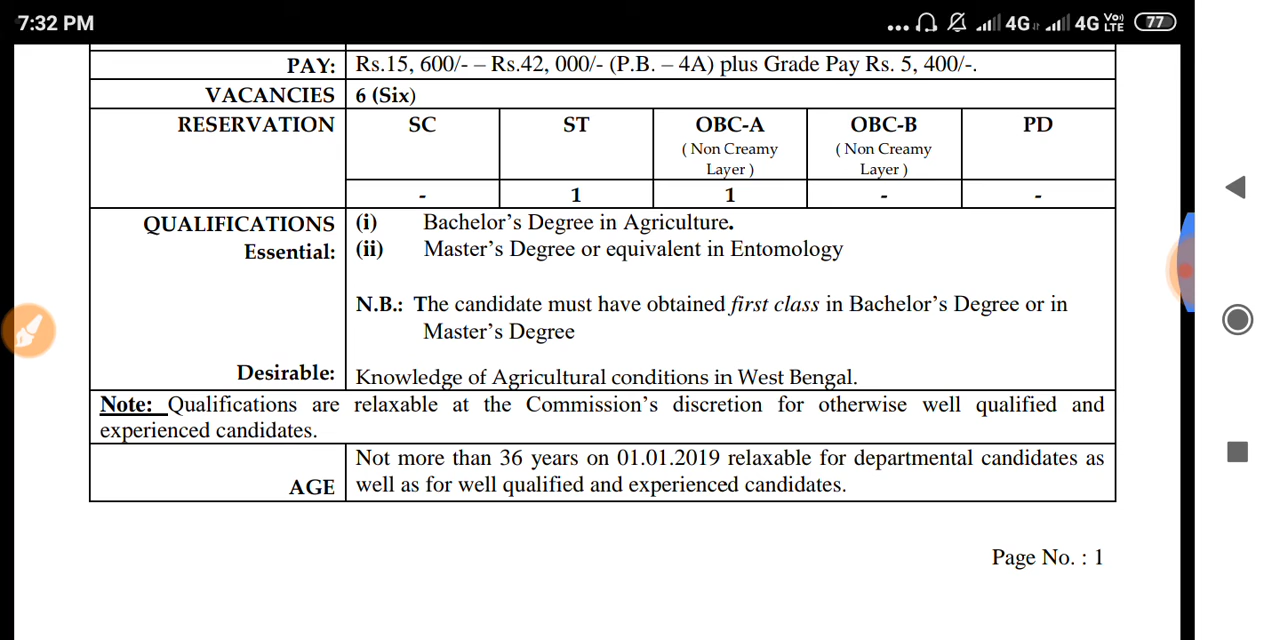 7:32 PM
4G 4G Vo) LTE 77
PAY: Rs.15, 600/- – Rs.42, 000/- (P.B. – 4A) plus Grade Pay Rs. 5, 400/-.
VACANCIES 6 (Six)
RESERVATION SC ST OBC-A OBC-B PD
( Non Creamy ( Non Creamy
Layer ) Layer )
- 1 1 - -
QUALIFICATIONS (i) Bachelor’s Degree in Agriculture.
Essential: (ii) Master’s Degree or equivalent in Entomology
N.B.: The candidate must have obtained first class in Bachelor’s Degree or in
Master’s Degree
Desirable: Knowledge of Agricultural conditions in West Bengal.
Note: Qualifications are relaxable at the Commission’s discretion for otherwise well qualified and
experienced candidates.
Not more than 36 years on 01.01.2019 relaxable for departmental candidates as
AGE well as for well qualified and experienced candidates.
Page No. : 1